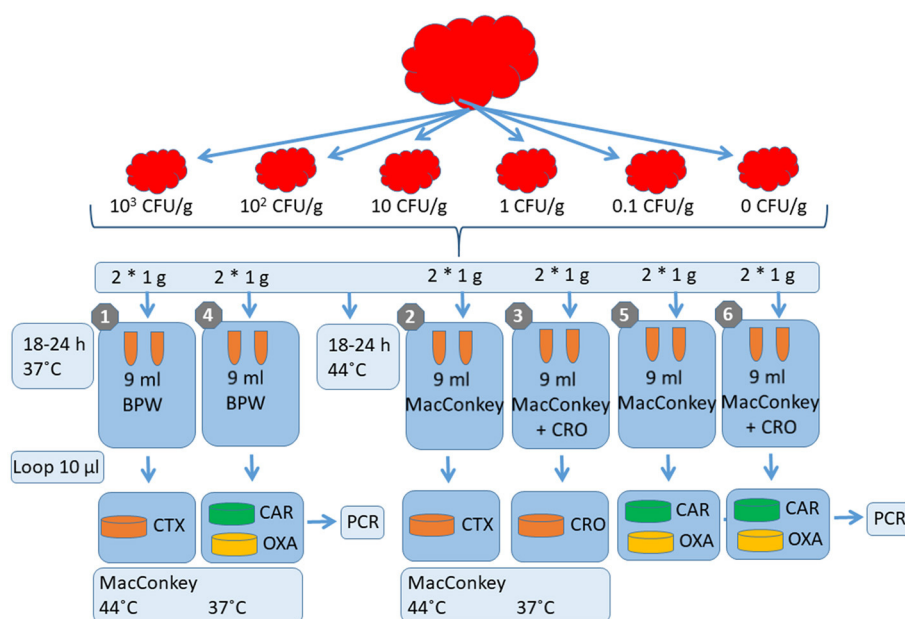 10³ CFU/g 10² CFU/g 10 CFU/g 1 CFU/g 0.1 CFU/g 0 CFU/g
2 * 1 g 2 * 1 g 2 * 1 g 2 * 1 g 2 * 1 g 2 * 1 g
1 4 2 3 5 6
18-24 h
37˚C
9 ml
BPW
9 ml
BPW
18-24 h
44˚C
9 ml
MacConkey
9 ml
MacConkey
+ CRO
9 ml
MacConkey
9 ml
MacConkey
+ CRO
Loop 10 µl
CTX
CAR
OXA
PCR
CTX
CRO
CAR
OXA
CAR
OXA
PCR
MacConkey
44˚C 37˚C
MacConkey
44˚C 37˚C